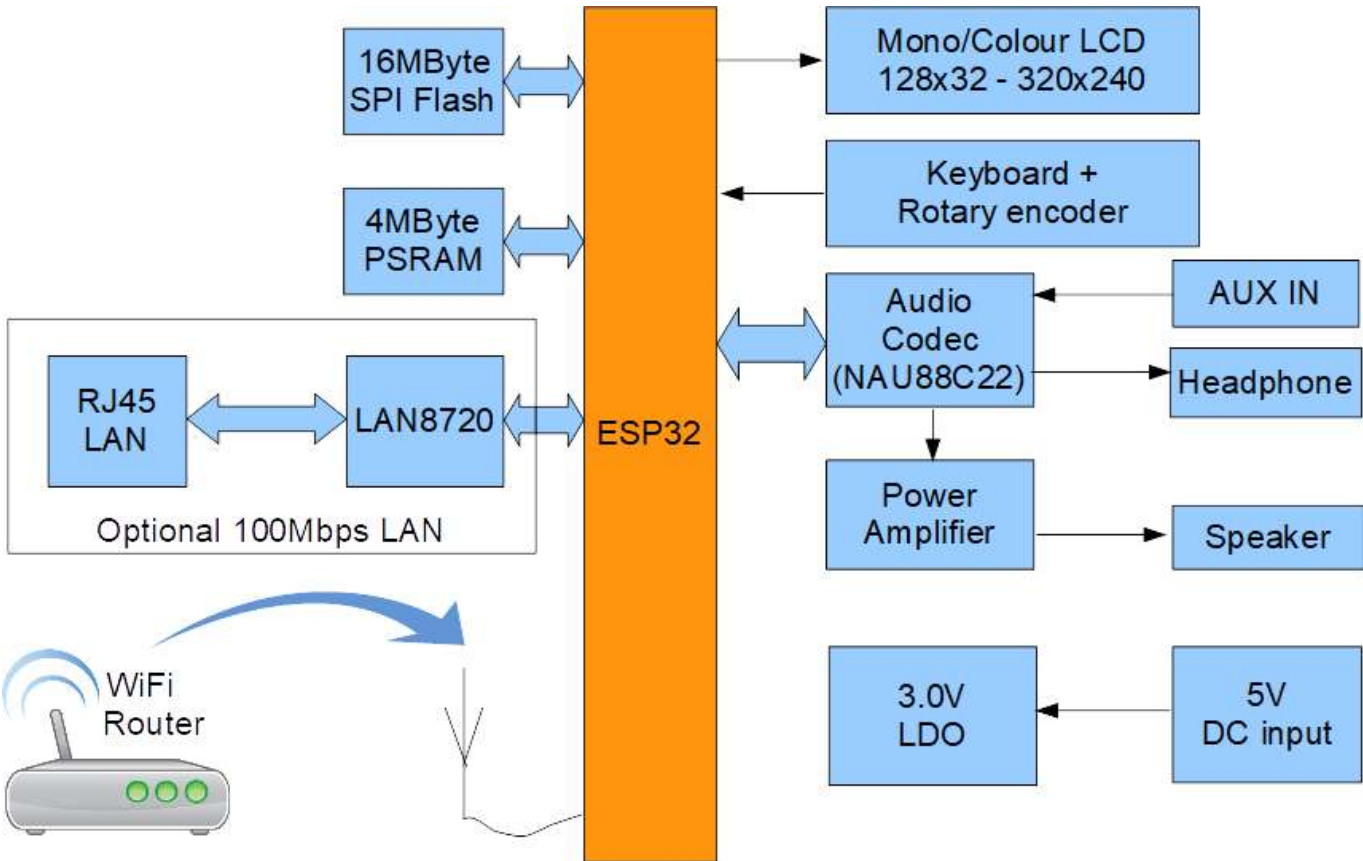 16MByte
SPI Flash
4MByte
PSRAM
RJ45
LAN
LAN8720
Optional 100Mbps LAN
WiFi
Router
ESP32
Mono/Colour LCD
128x32 - 320x240
Keyboard +
Rotary encoder
Audio
Codec
(NAU88C22)
AUX IN
Headphone
Power
Amplifier
Speaker
3.0V
LDO
5V
DC input